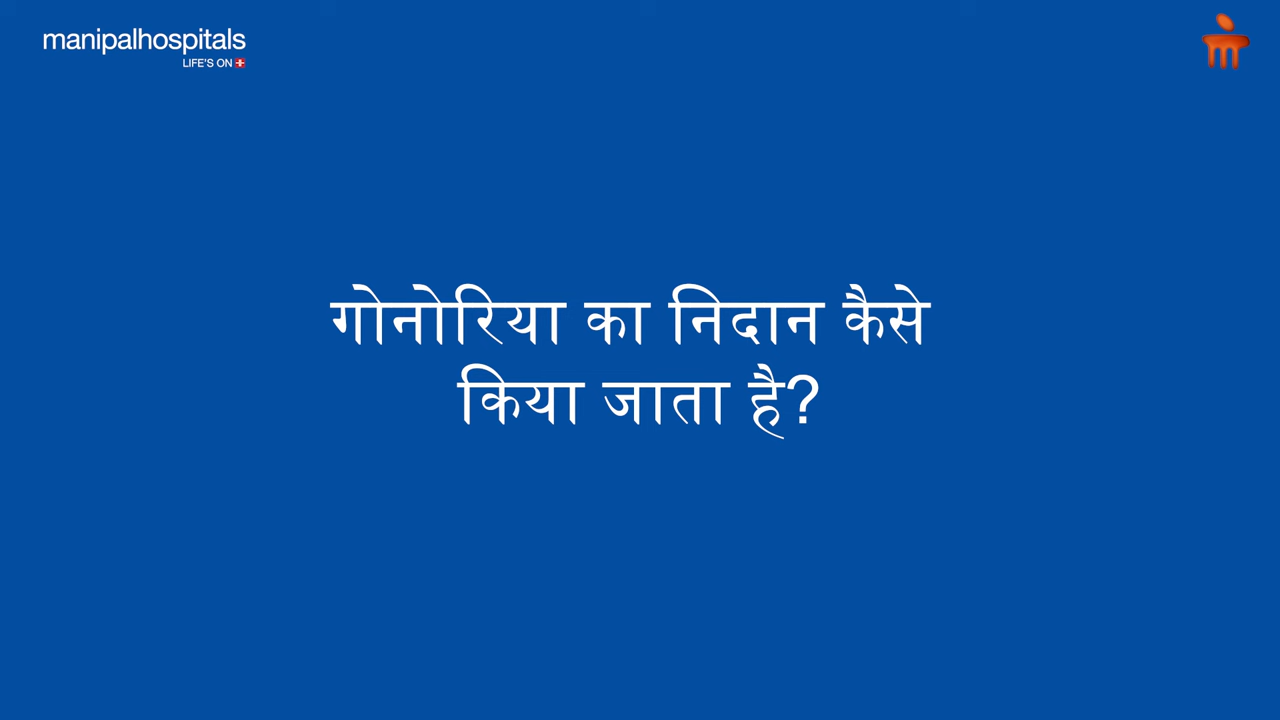 manipalhospitals
LIFE'S ON
गोनोरिया का निदान कैसे
किया जाता है?